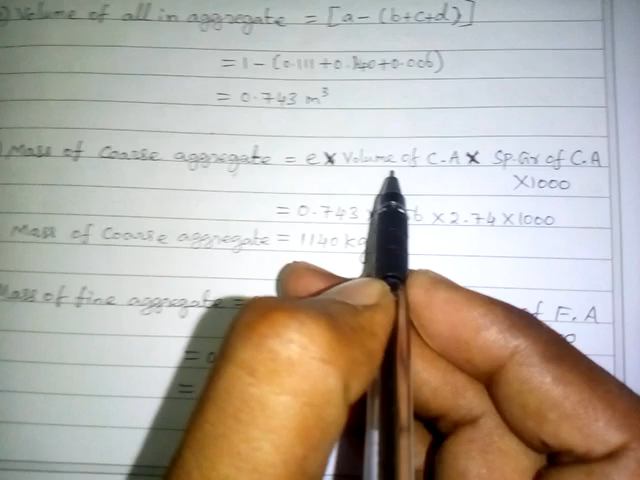 ) Volume of all in aggregate = [a-(b+c+d)]
= 1-(0.111+0.140+0.006)
= 0.743 m³
) Mass of Coarse aggregate = e x Volume of C.A x Sp.Gr of C.A
X1000
= 0.743 x 2.74 x 1000
Mass of Coarse aggregate = 1140 kg
Mass of fine aggregate = of F.A
=
=